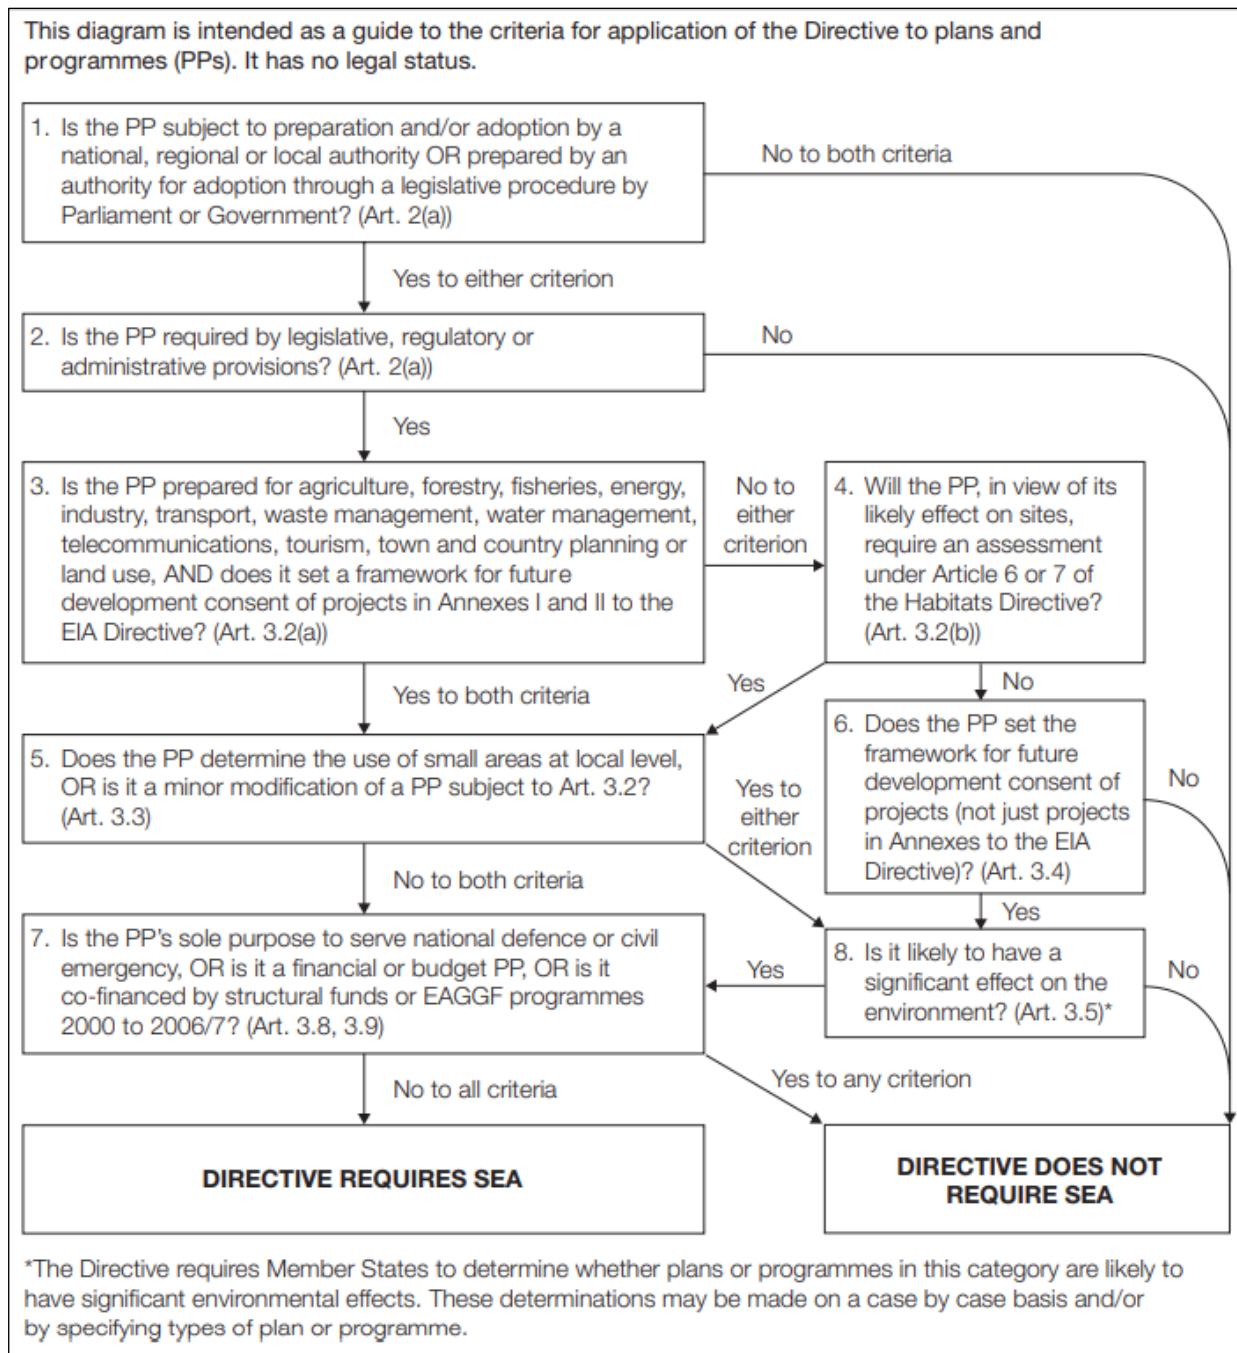 This diagram is intended as a guide to the criteria for application of the Directive to plans and
programmes (PPs). It has no legal status.
1. Is the PP subject to preparation and/or adoption by a
national, regional or local authority OR prepared by an
authority for adoption through a legislative procedure by
Parliament or Government? (Art. 2(a))
No to both criteria
Yes to either criterion
2. Is the PP required by legislative, regulatory or
administrative provisions? (Art. 2(a))
No
Yes
3. Is the PP prepared for agriculture, forestry, fisheries, energy,
industry, transport, waste management, water management,
telecommunications, tourism, town and country planning or
land use, AND does it set a framework for future
development consent of projects in Annexes I and II to the
EIA Directive? (Art. 3.2(a))
No to
either
criterion
4. Will the PP, in view of its
likely effect on sites,
require an assessment
under Article 6 or 7 of
the Habitats Directive?
(Art. 3.2(b))
Yes to both criteria
Yes
No
5. Does the PP determine the use of small areas at local level,
OR is it a minor modification of a PP subject to Art. 3.2?
(Art. 3.3)
Yes to
either
criterion
6. Does the PP set the
framework for future
development consent of
projects (not just projects
in Annexes to the EIA
Directive)? (Art. 3.4)
No
No to both criteria
Yes
7. Is the PP's sole purpose to serve national defence or civil
emergency, OR is it a financial or budget PP, OR is it
co-financed by structural funds or EAGGF programmes
2000 to 2006/7? (Art. 3.8, 3.9)
Yes
8. Is it likely to have a
significant effect on the
environment? (Art. 3.5)*
No
No to all criteria
Yes to any criterion
DIRECTIVE REQUIRES SEA
DIRECTIVE DOES NOT
REQUIRE SEA
*The Directive requires Member States to determine whether plans or programmes in this category are likely to
have significant environmental effects. These determinations may be made on a case by case basis and/or
by specifying types of plan or programme.